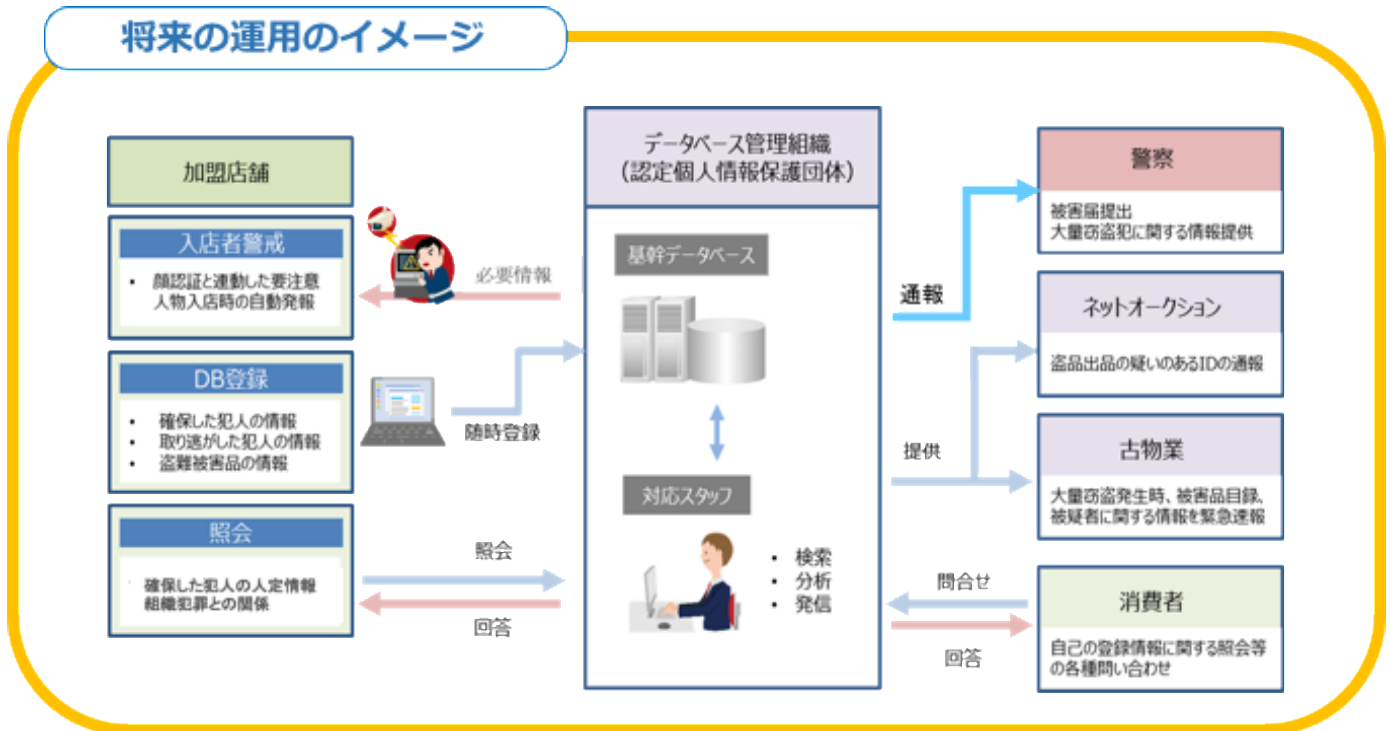 将来の運用のイメージ
加盟店舗
入店者警戒
• 顔認証と連動した要注意
人物入店時の自動発報
DB登録
• 確保した犯人の情報
• 取り逃がした犯人の情報
• 盗難被害品の情報
照会
確保した犯人の人定情報
組織犯罪との関係
必要情報
随時登録
照会
回答
データベース管理組織
(認定個人情報保護団体)
基幹データベース
対応スタッフ
• 検索
• 分析
• 発信
通報
提供
問合せ
回答
警察
被害届提出
大量窃盗犯に関する情報提供
ネットオークション
盗品出品の疑いのあるIDの通報
古物業
大量窃盗発生時、被害品目録、
被疑者に関する情報を緊急速報
消費者
自己の登録情報に関する照会等
の各種問い合わせ